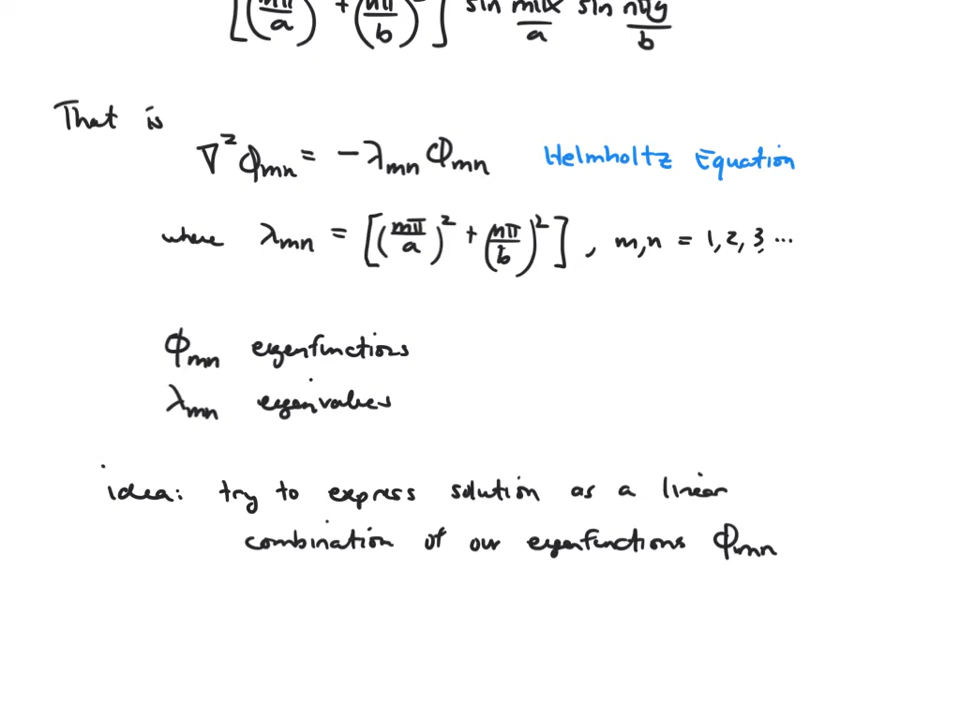 [(mπ/a)² + (nπ/b)²] sin mπx/a sin nπy/b
That is
∇²ϕmn = -λmn ϕmn Helmholtz Equation
where λmn = [(mπ/a)² + (nπ/b)²], m,n = 1,2,3,...
ϕmn eigenfunctions
λmn eigenvalues
idea: try to express solution as a linear
combination of our eigenfunctions ϕmn